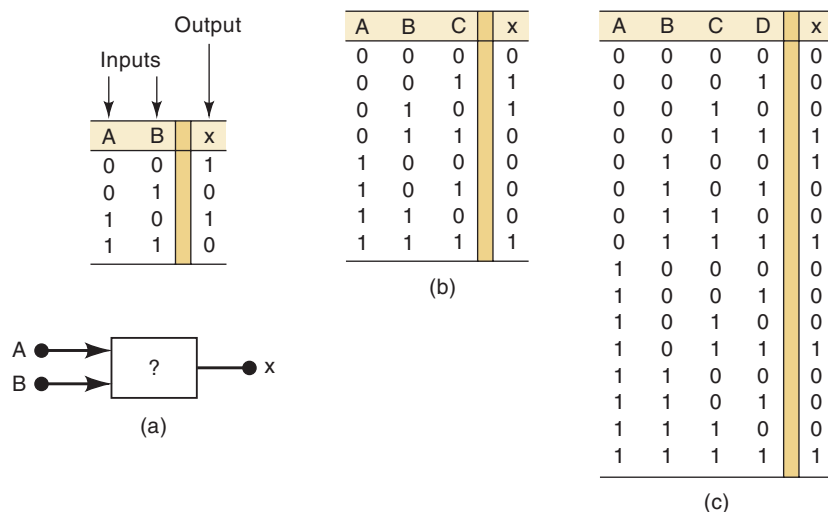 Output
Inputs
A B x
0 0 1
0 1 0
1 0 1
1 1 0
A
B
?
x
(a)
A B C x
0 0 0 0
0 0 1 1
0 1 0 1
0 1 1 0
1 0 0 0
1 0 1 0
1 1 0 0
1 1 1 1
(b)
A B C D x
0 0 0 0 0
0 0 0 1 0
0 0 1 0 0
0 0 1 1 1
0 1 0 0 1
0 1 0 1 0
0 1 1 0 0
0 1 1 1 1
1 0 0 0 0
1 0 0 1 0
1 0 1 0 0
1 0 1 1 1
1 1 0 0 0
1 1 0 1 0
1 1 1 0 0
1 1 1 1 1
(c)